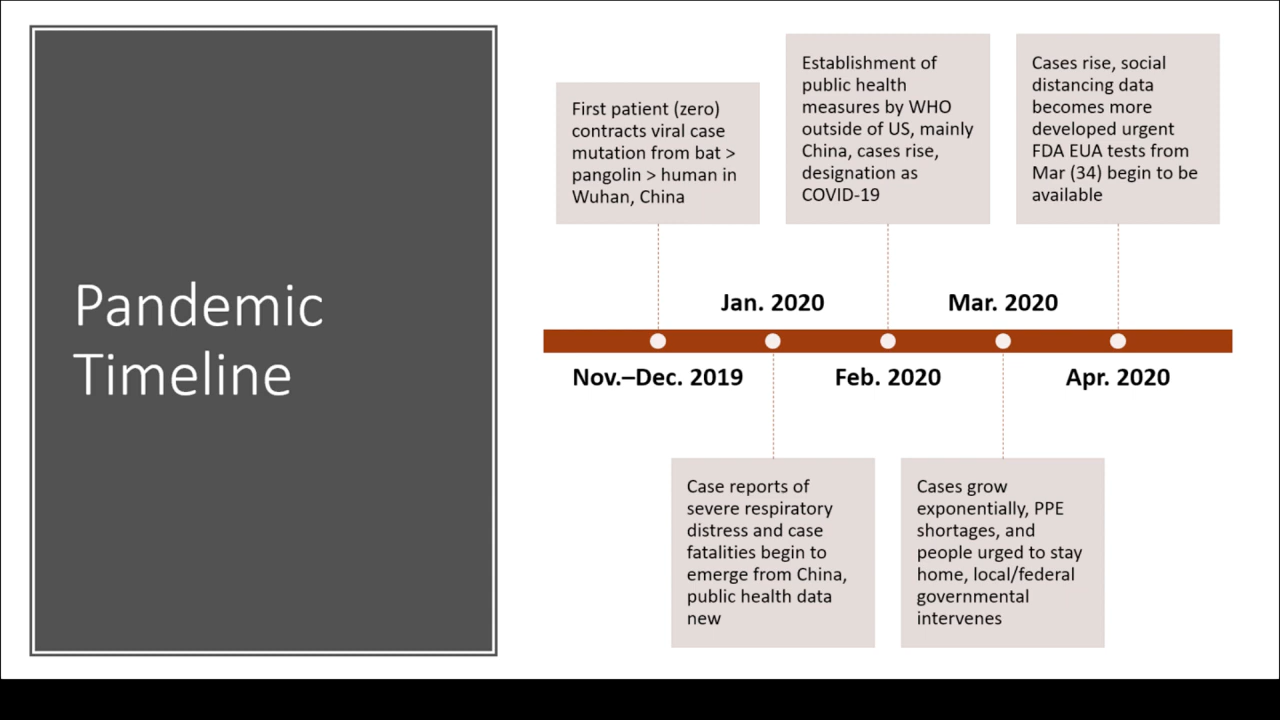 Pandemic
Timeline
First patient (zero)
contracts viral case
mutation from bat >
pangolin > human in
Wuhan, China
Establishment of
public health
measures by WHO
outside of US, mainly
China, cases rise,
designation as
COVID-19
Cases rise, social
distancing data
becomes more
developed urgent
FDA EUA tests from
Mar (34) begin to be
available
Jan. 2020
Mar. 2020
Nov.–Dec. 2019
Feb. 2020
Apr. 2020
Case reports of
severe respiratory
distress and case
fatalities begin to
emerge from China,
public health data
new
Cases grow
exponentially, PPE
shortages, and
people urged to stay
home, local/federal
governmental
intervenes